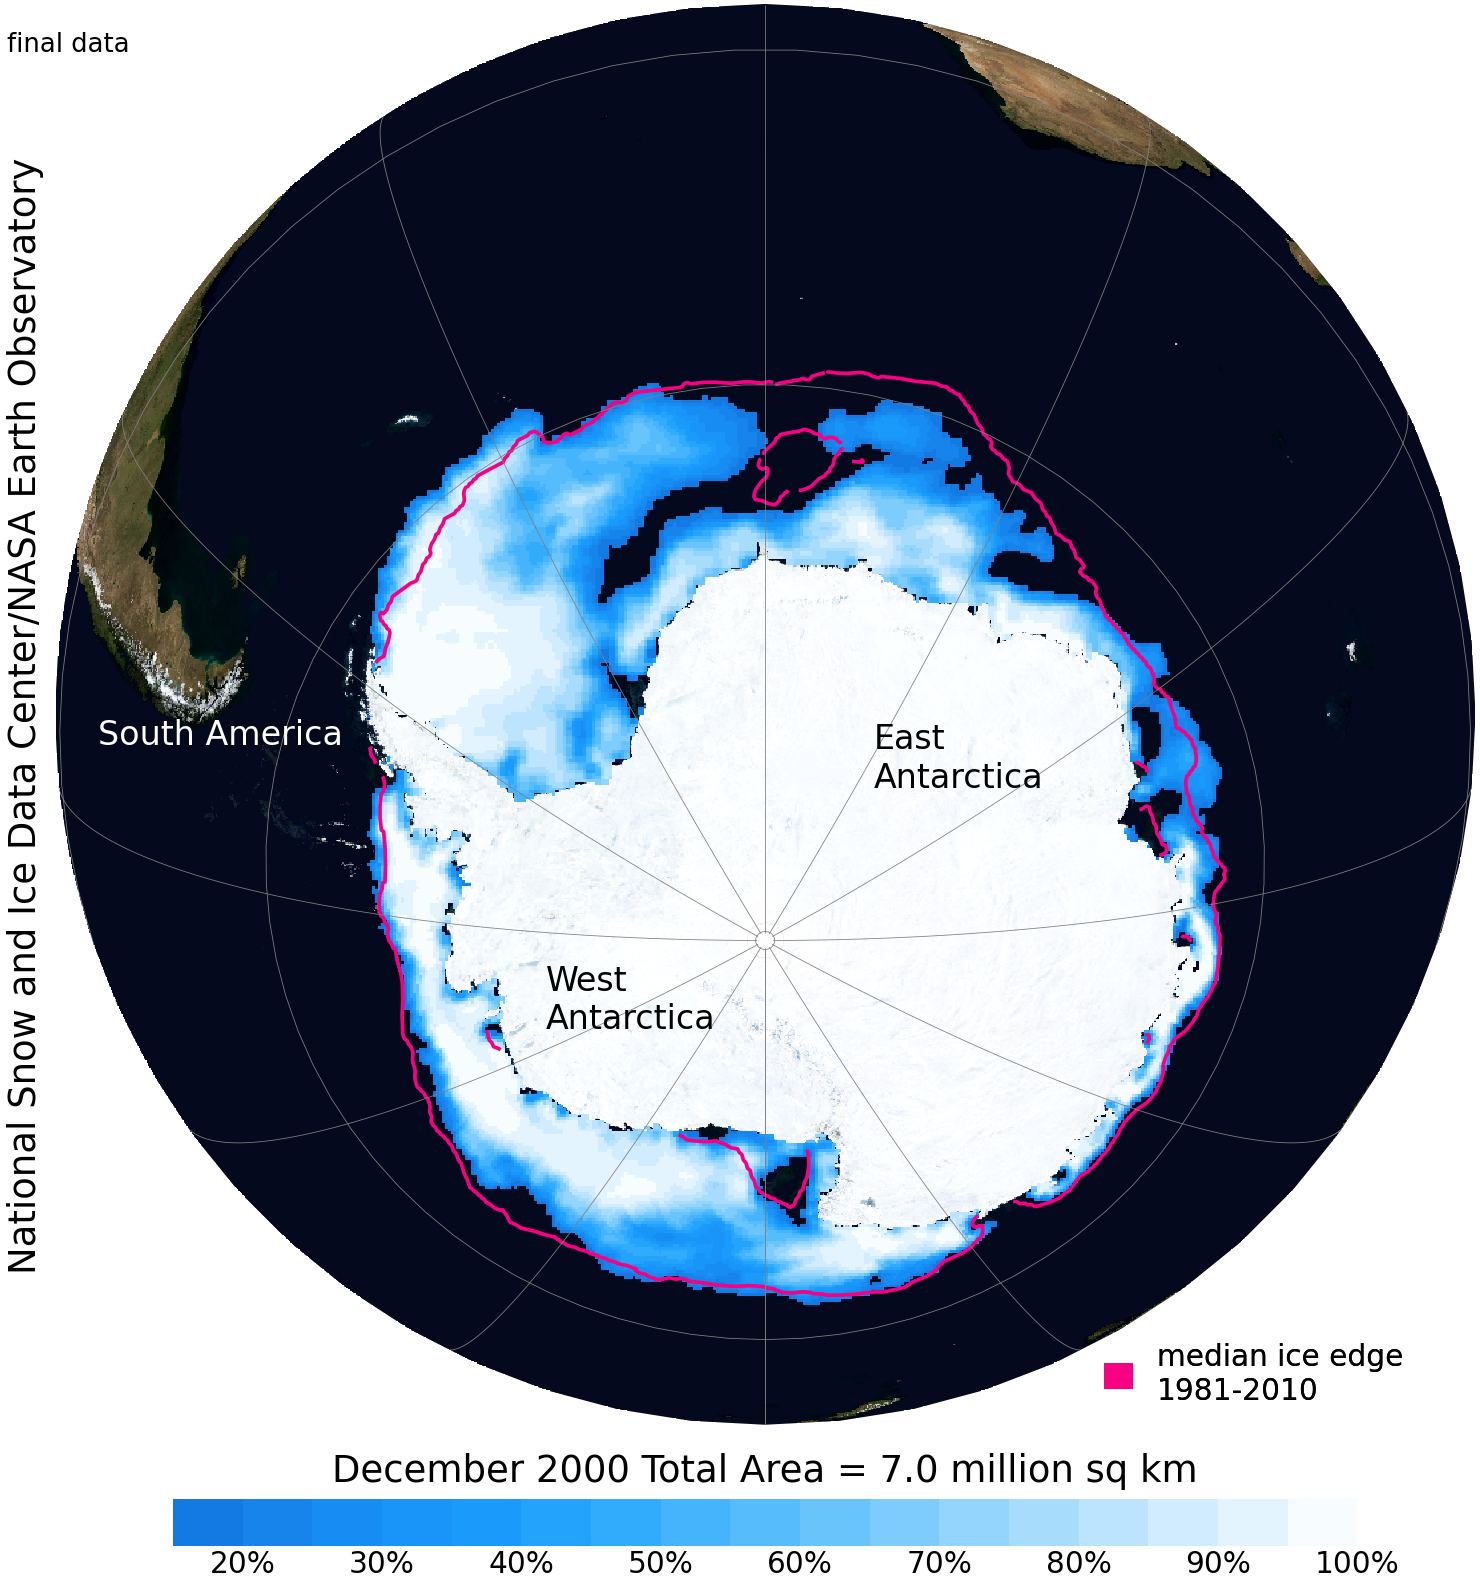 final data
National Snow and Ice Data Center/NASA Earth Observatory
South America
East
Antarctica
West
Antarctica
median ice edge
1981-2010
December 2000 Total Area = 7.0 million sq km
20% 30% 40% 50% 60% 70% 80% 90% 100%